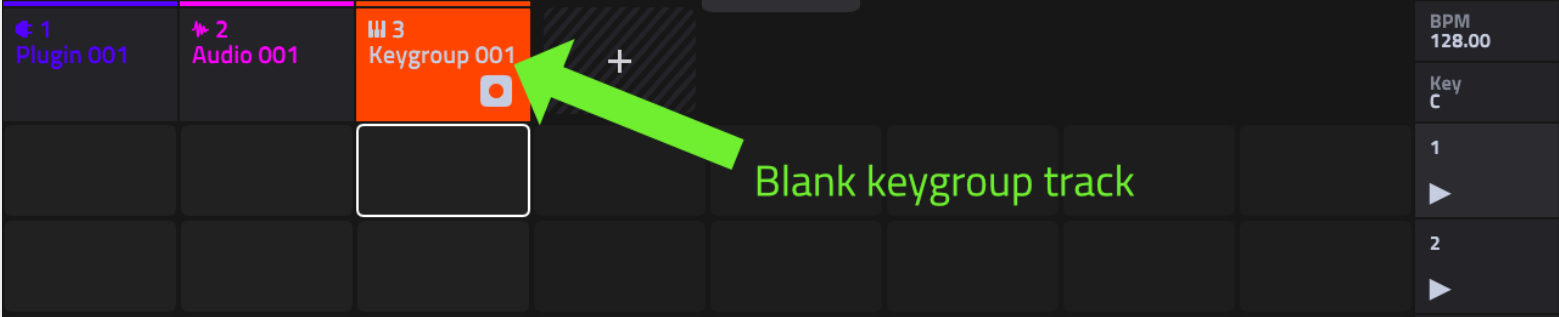 1
Plugin 001
2
Audio 001
3
Keygroup 001
+
BPM
128.00
Key
C
Blank keygroup track
1
2